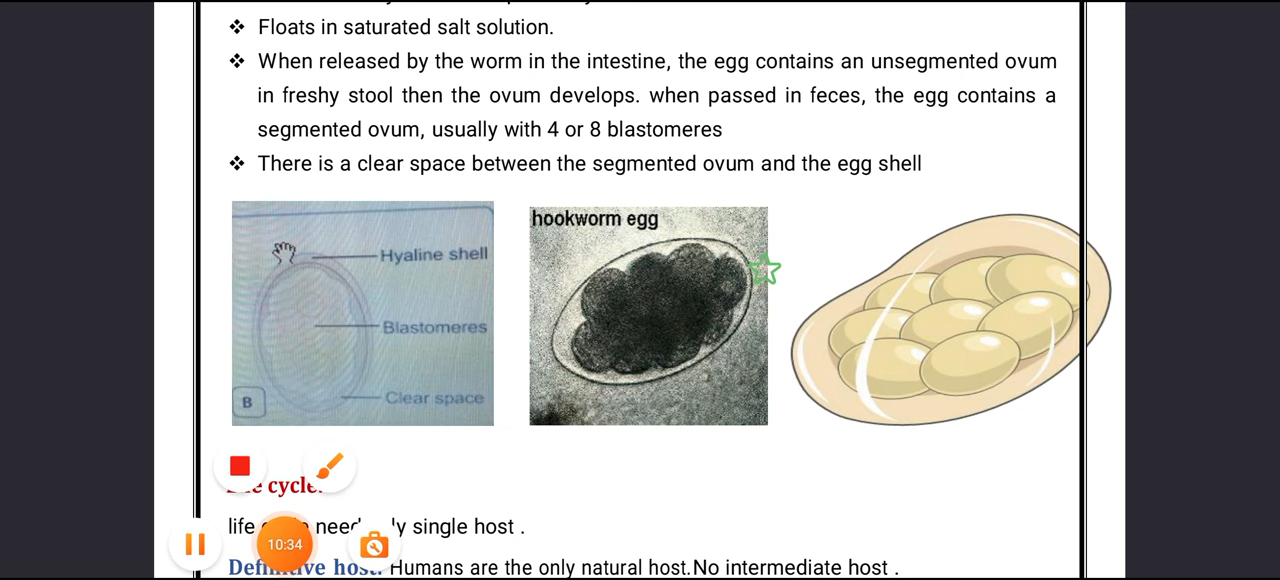 ❖ Floats in saturated salt solution.
❖ When released by the worm in the intestine, the egg contains an unsegmented ovum
in freshy stool then the ovum develops. when passed in feces, the egg contains a
segmented ovum, usually with 4 or 8 blastomeres
❖ There is a clear space between the segmented ovum and the egg shell
Hyaline shell
Blastomeres
Clear space
B
hookworm egg
cycle
life need single host .
10:34
host. Humans are the only natural host.No intermediate host .